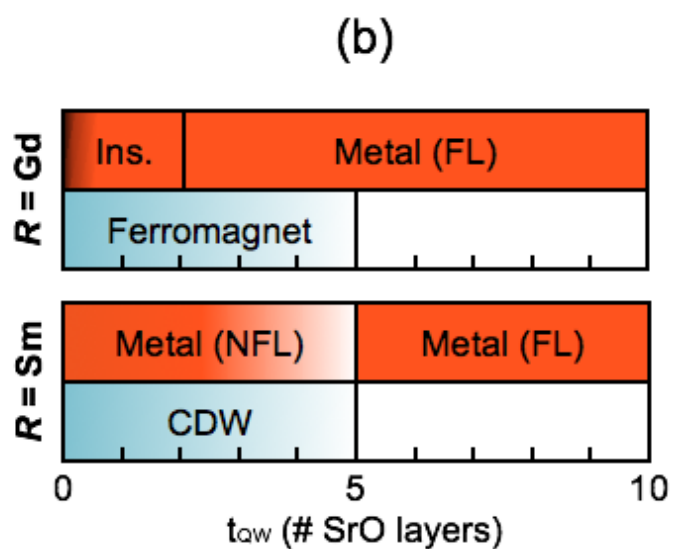 (b)
R = Gd
Ins.
Metal (FL)
Ferromagnet
R = Sm
Metal (NFL)
Metal (FL)
CDW
0
5
10
tQW (# SrO layers)